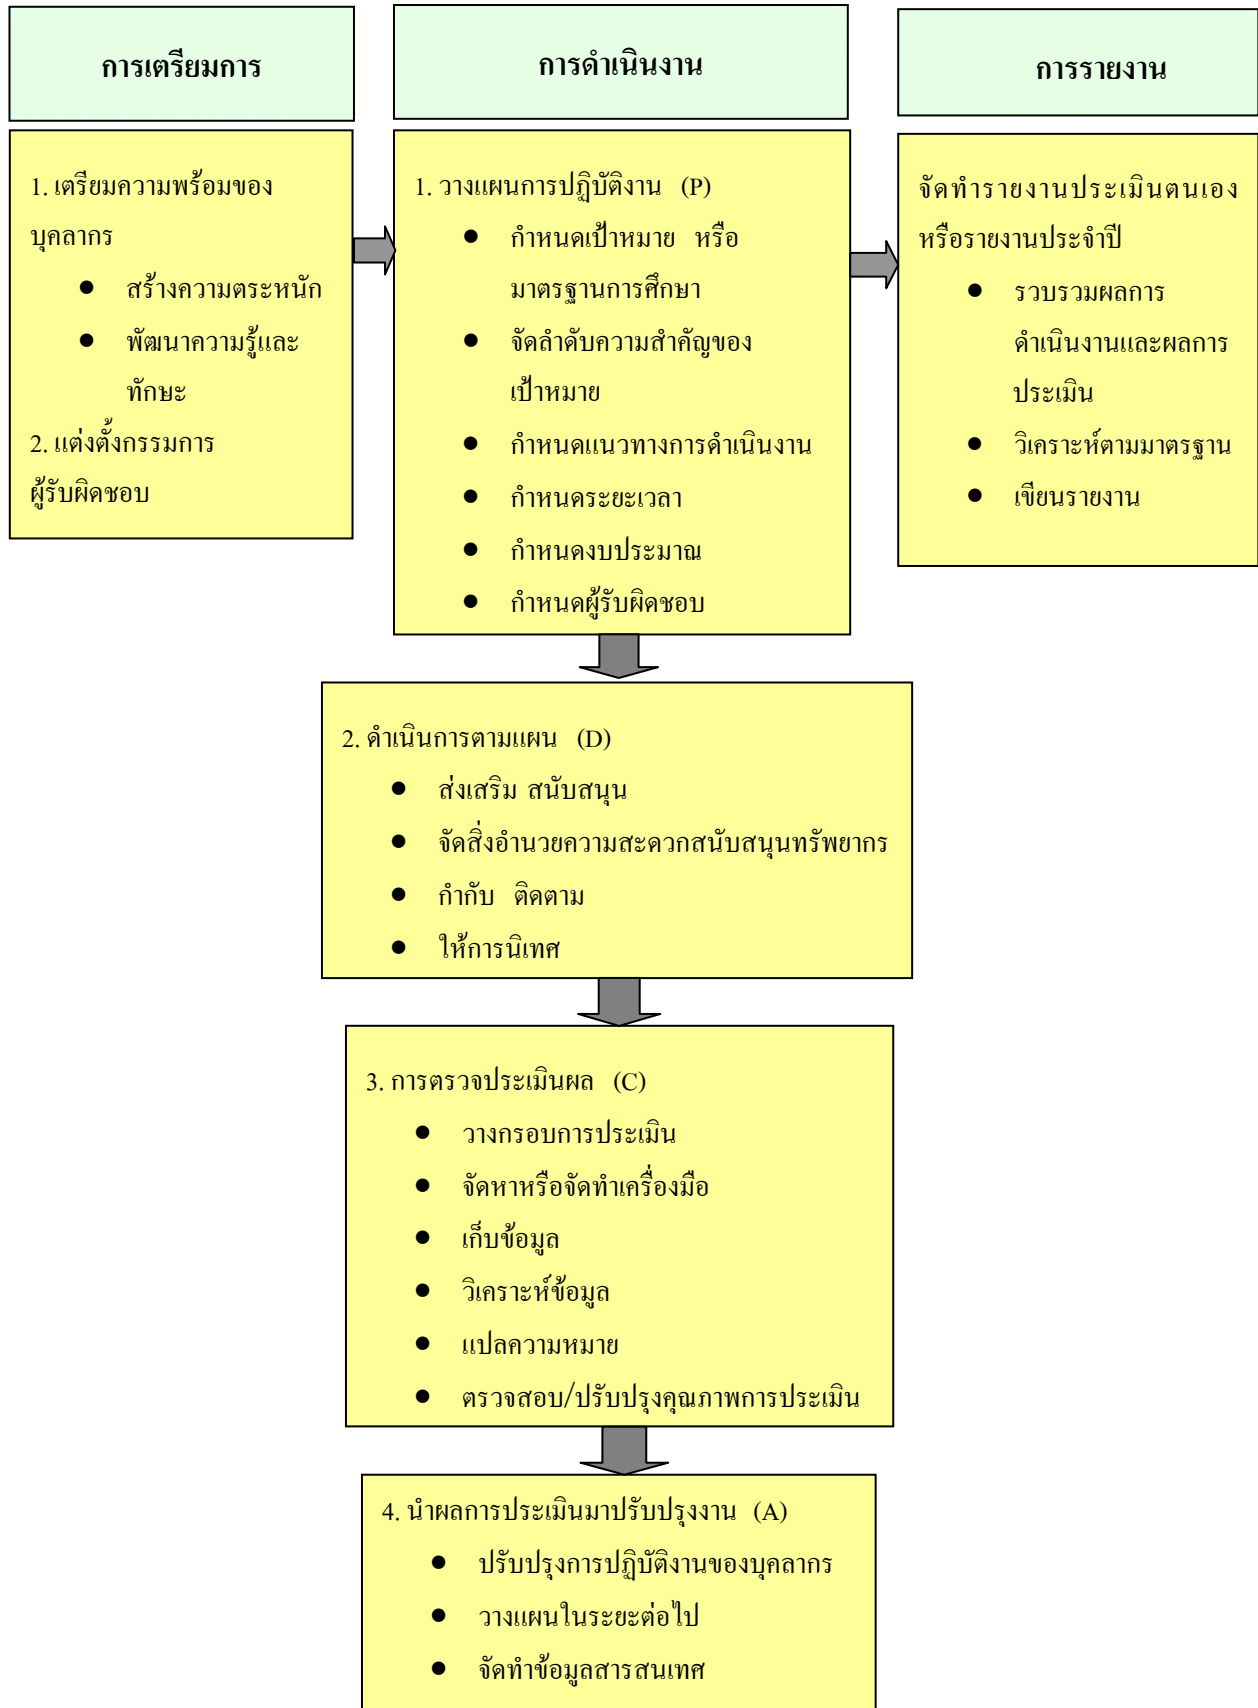 การเตรียมการ
1. เตรียมความพร้อมของ
บุคลากร
● สร้างความตระหนัก
● พัฒนาความรู้และ
ทักษะ
2. แต่งตั้งกรรมการ
ผู้รับผิดชอบ
การดำเนินงาน
1. วางแผนการปฏิบัติงาน (P)
● กำหนดเป้าหมาย หรือ
มาตรฐานการศึกษา
● จัดลำดับความสำคัญของ
เป้าหมาย
● กำหนดแนวทางการดำเนินงาน
● กำหนดระยะเวลา
● กำหนดงบประมาณ
● กำหนดผู้รับผิดชอบ
2. ดำเนินการตามแผน (D)
● ส่งเสริม สนับสนุน
● จัดสิ่งอำนวยความสะดวกสนับสนุนทรัพยากร
● กำกับ ติดตาม
● ให้การนิเทศ
3. การตรวจประเมินผล (C)
● วางกรอบการประเมิน
● จัดหาหรือจัดทำเครื่องมือ
● เก็บข้อมูล
● วิเคราะห์ข้อมูล
● แปลความหมาย
● ตรวจสอบ/ปรับปรุงคุณภาพการประเมิน
4. นำผลการประเมินมาปรับปรุงงาน (A)
● ปรับปรุงการปฏิบัติงานของบุคลากร
● วางแผนในระยะต่อไป
● จัดทำข้อมูลสารสนเทศ
การรายงาน
จัดทำรายงานประเมินตนเอง
หรือรายงานประจำปี
● รวบรวมผลการ
ดำเนินงานและผลการ
ประเมิน
● วิเคราะห์ตามมาตรฐาน
● เขียนรายงาน